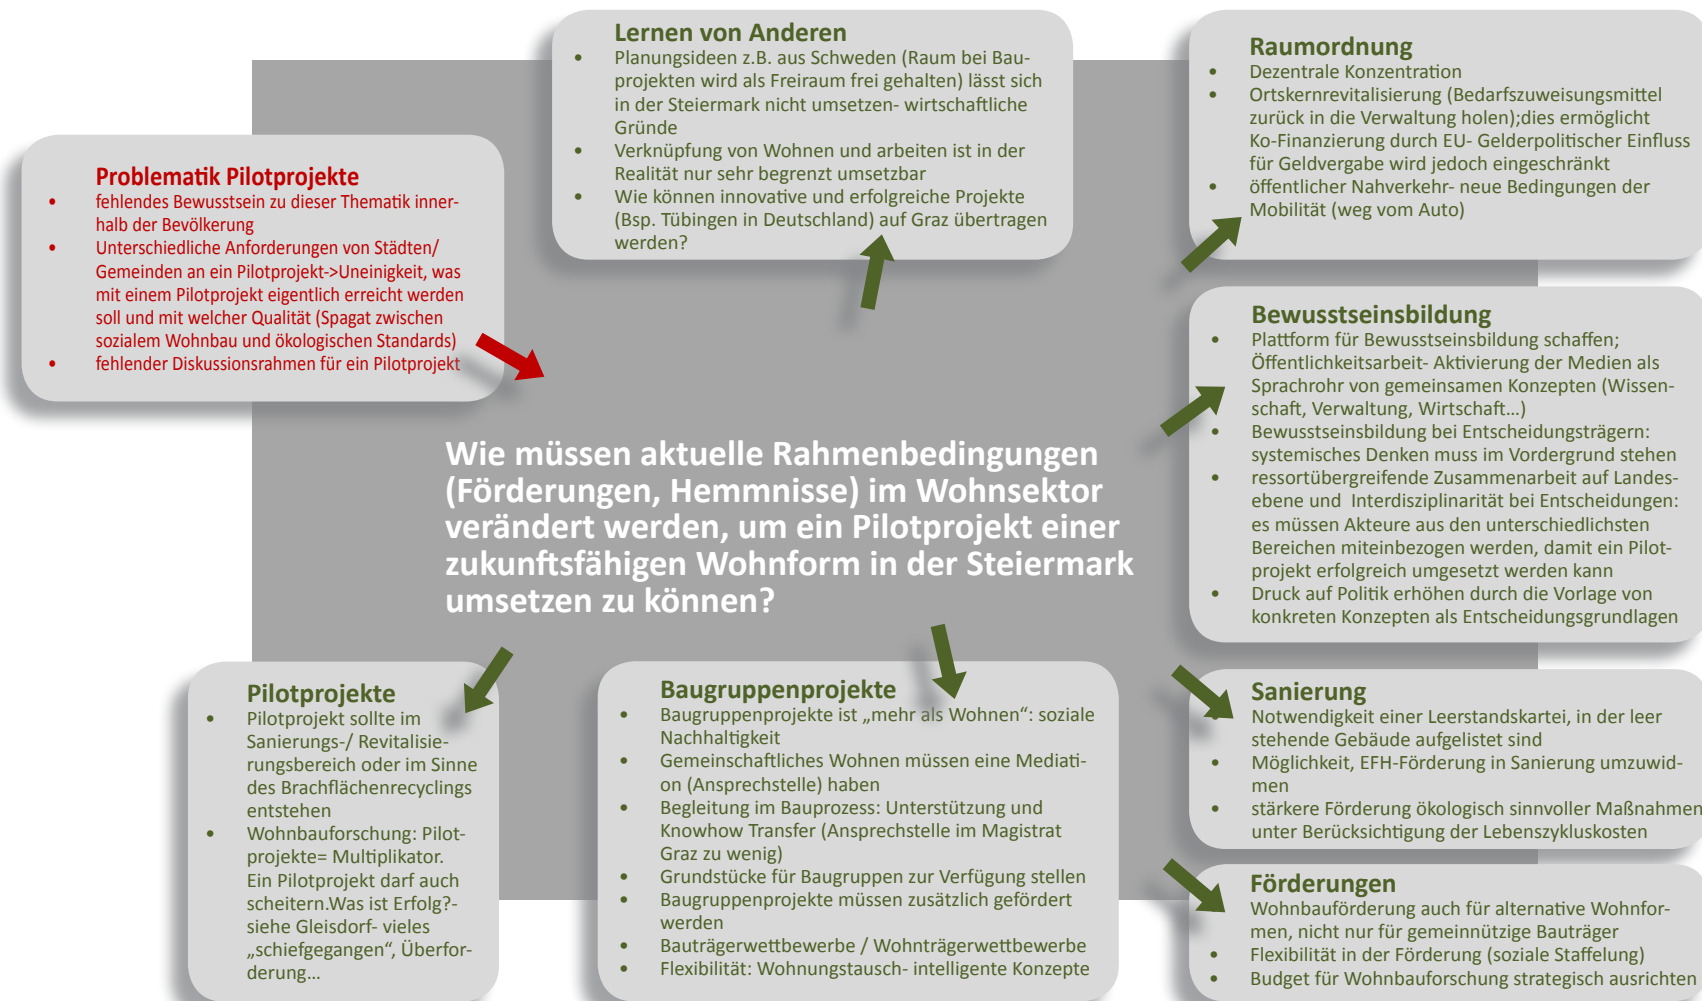 Lernen von Anderen
• Planungsideen z.B. aus Schweden (Raum bei Bau-
projekten wird als Freiraum frei gehalten) lässt sich
in der Steiermark nicht umsetzen- wirtschaftliche
Gründe
• Verknüpfung von Wohnen und arbeiten ist in der
Realität nur sehr begrenzt umsetzbar
• Wie können innovative und erfolgreiche Projekte
(Bsp. Tübingen in Deutschland) auf Graz übertragen
werden?
Raumordnung
• Dezentrale Konzentration
• Ortskernrevitalisierung (Bedarfszuweisungsmittel
zurück in die Verwaltung holen);dies ermöglicht
Ko-Finanzierung durch EU- Gelderpolitischer Einfluss
für Geldvergabe wird jedoch eingeschränkt
• öffentlicher Nahverkehr- neue Bedingungen der
Mobilität (weg vom Auto)
Problematik Pilotprojekte
• fehlendes Bewusstsein zu dieser Thematik inner-
halb der Bevölkerung
• Unterschiedliche Anforderungen von Städten/
Gemeinden an ein Pilotprojekt->Uneinigkeit, was
mit einem Pilotprojekt eigentlich erreicht werden
soll und mit welcher Qualität (Spagat zwischen
sozialem Wohnbau und ökologischen Standards)
• fehlender Diskussionsrahmen für ein Pilotprojekt
Bewusstseinsbildung
• Plattform für Bewusstseinsbildung schaffen;
Öffentlichkeitsarbeit- Aktivierung der Medien als
Sprachrohr von gemeinsamen Konzepten (Wissen-
schaft, Verwaltung, Wirtschaft...)
• Bewusstseinsbildung bei Entscheidungsträgern:
systemisches Denken muss im Vordergrund stehen
• ressortübergreifende Zusammenarbeit auf Landes-
ebene und Interdisziplinarität bei Entscheidungen:
es müssen Akteure aus den unterschiedlichsten
Bereichen miteinbezogen werden, damit ein Pilot-
projekt erfolgreich umgesetzt werden kann
• Druck auf Politik erhöhen durch die Vorlage von
konkreten Konzepten als Entscheidungsgrundlagen
Wie müssen aktuelle Rahmenbedingungen
(Förderungen, Hemmnisse) im Wohnsektor
verändert werden, um ein Pilotprojekt einer
zukunftsfähigen Wohnform in der Steiermark
umsetzen zu können?
Pilotprojekte
• Pilotprojekt sollte im
Sanierungs-/ Revitalisie-
rungsbereich oder im Sinne
des Brachflächenrecyclings
entstehen
• Wohnbauforschung: Pilot-
projekte= Multiplikator.
Ein Pilotprojekt darf auch
scheitern.Was ist Erfolg?-
siehe Gleisdorf- vieles
„schiefgegangen“, Überfor-
derung...
Baugruppenprojekte
• Baugruppenprojekte ist „mehr als Wohnen“: soziale
Nachhaltigkeit
• Gemeinschaftliches Wohnen müssen eine Mediati-
on (Ansprechstelle) haben
• Begleitung im Bauprozess: Unterstützung und
Knowhow Transfer (Ansprechstelle im Magistrat
Graz zu wenig)
• Grundstücke für Baugruppen zur Verfügung stellen
• Baugruppenprojekte müssen zusätzlich gefördert
werden
• Bauträgerwettbewerbe / Wohnträgerwettbewerbe
• Flexibilität: Wohnungstausch- intelligente Konzepte
Sanierung
• Notwendigkeit einer Leerstandskartei, in der leer
stehende Gebäude aufgelistet sind
• Möglichkeit, EFH-Förderung in Sanierung umzuwid-
men
• stärkere Förderung ökologisch sinnvoller Maßnahmen
unter Berücksichtigung der Lebenszykluskosten
Förderungen
• Wohnbauförderung auch für alternative Wohnfor-
men, nicht nur für gemeinnützige Bauträger
• Flexibilität in der Förderung (soziale Staffelung)
• Budget für Wohnbauforschung strategisch ausrichten